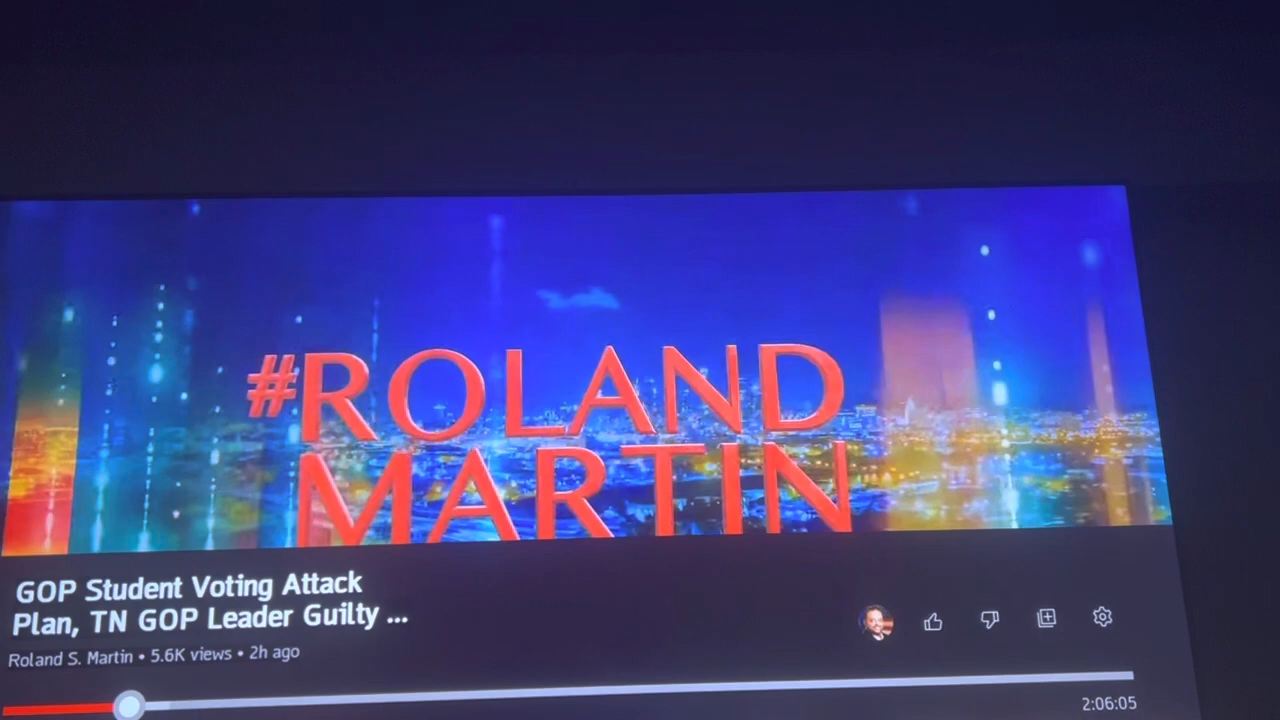 #ROLAND
MARTIN
GOP Student Voting Attack
Plan, TN GOP Leader Guilty ...
Roland S. Martin • 5.6K views • 2h ago
2:06:05